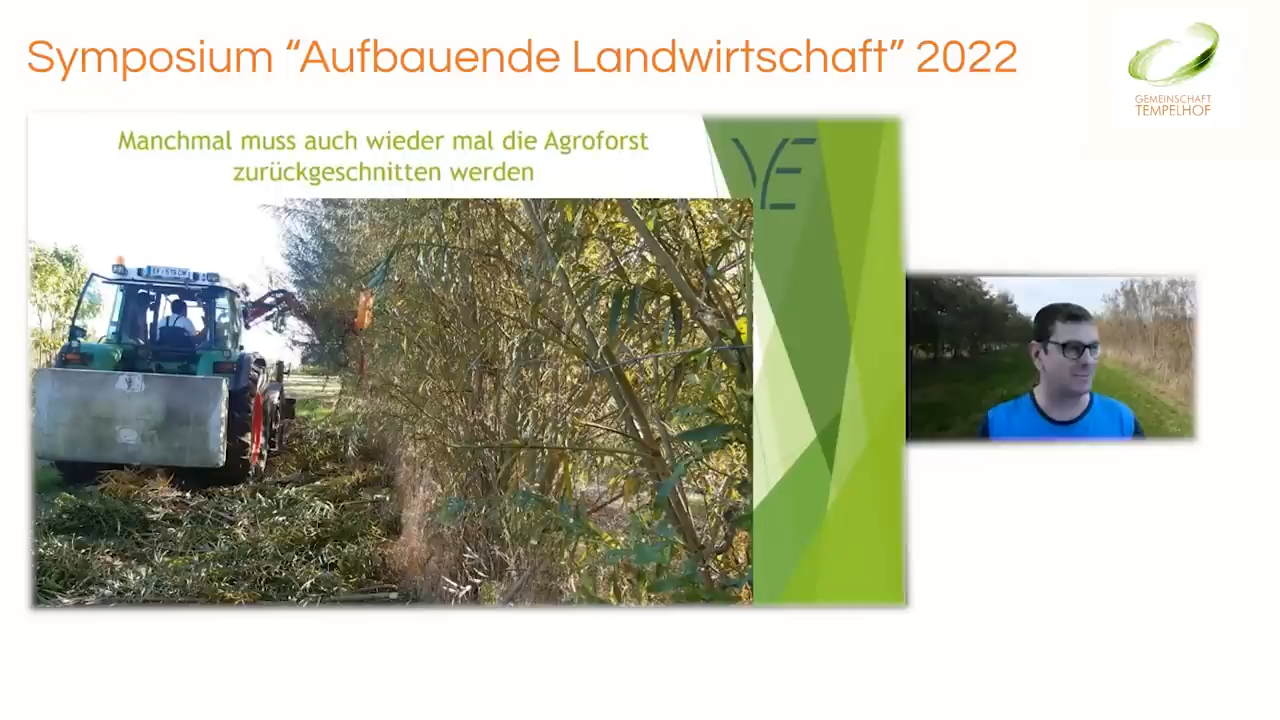 Symposium “Aufbauende Landwirtschaft” 2022
GEMEINSCHAFT
TEMPELHOF
Manchmal muss auch wieder mal die Agroforst
zurückgeschnitten werden